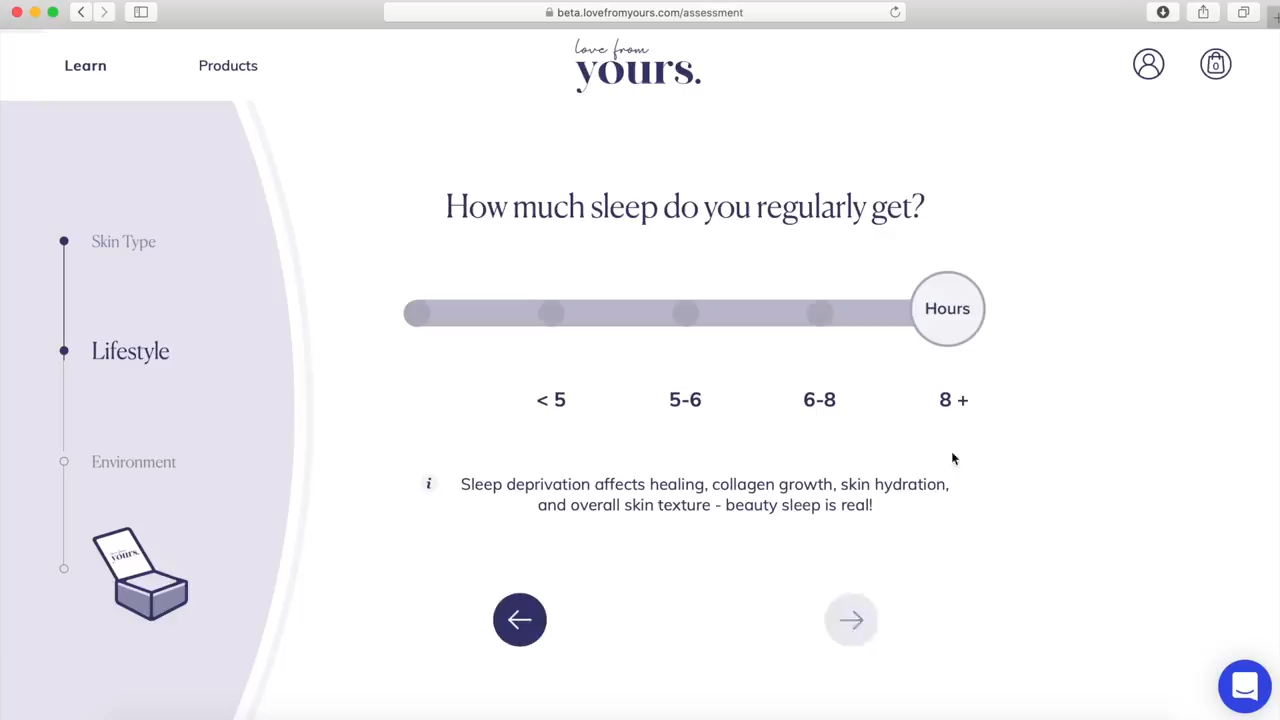 beta.lovefromyours.com/assessment
Learn
Products
love from
yours.
0
Skin Type
Lifestyle
Environment
yours.
How much sleep do you regularly get?
Hours
< 5
5-6
6-8
8 +
i
Sleep deprivation affects healing, collagen growth, skin hydration,
and overall skin texture - beauty sleep is real!